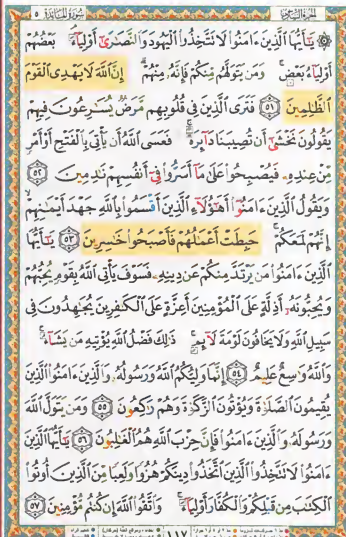 الجزء السادس سورة المائدة ٥
۞ يَٰٓأَيُّهَا ٱلَّذِينَ ءَامَنُوا۟ لَا تَتَّخِذُوا۟ ٱلْيَهُودَ وَٱلنَّصَٰرَىٰٓ أَوْلِيَآءَ ۘ بَعْضُهُمْ
أَوْلِيَآءُ بَعْضٍ ۚ وَمَن يَتَوَلَّهُم مِّنكُمْ فَإِنَّهُۥ مِنْهُمْ ۗ إِنَّ ٱللَّهَ لَا يَهْدِى ٱلْقَوْمَ
ٱلظَّٰلِمِينَ ٥١ فَتَرَى ٱلَّذِينَ فِى قُلُوبِهِم مَّرَضٌ يُسَٰرِعُونَ فِيهِمْ
يَقُولُونَ نَخْشَىٰٓ أَن تُصِيبَنَا دَآئِرَةٌ ۚ فَعَسَى ٱللَّهُ أَن يَأْتِىَ بِٱلْفَتْحِ أَوْ أَمْرٍ
مِّنْ عِندِهِۦ فَيُصْبِحُوا۟ عَلَىٰ مَآ أَسَرُّوا۟ فِىٓ أَنفُسِهِمْ نَٰدِمِينَ ٥٢
وَيَقُولُ ٱلَّذِينَ ءَامَنُوٓا۟ أَهَٰٓؤُلَآءِ ٱلَّذِينَ أَقْسَمُوا۟ بِٱللَّهِ جَهْدَ أَيْمَٰنِهِمْ ۙ
إِنَّهُمْ لَمَعَكُمْ ۚ حَبِطَتْ أَعْمَٰلُهُمْ فَأَصْبَحُوا۟ خَٰسِرِينَ ٥٣ يَٰٓأَيُّهَا
ٱلَّذِينَ ءَامَنُوا۟ مَن يَرْتَدَّ مِنكُمْ عَن دِينِهِۦ فَسَوْفَ يَأْتِى ٱللَّهُ بِقَوْمٍ يُحِبُّهُمْ
وَيُحِبُّونَهُۥٓ أَذِلَّةٍ عَلَى ٱلْمُؤْمِنِينَ أَعِزَّةٍ عَلَى ٱلْكَٰفِرِينَ يُجَٰهِدُونَ فِى
سَبِيلِ ٱللَّهِ وَلَا يَخَافُونَ لَوْمَةَ لَآئِمٍ ۚ ذَٰلِكَ فَضْلُ ٱللَّهِ يُؤْتِيهِ مَن يَشَآءُ ۚ
وَٱللَّهُ وَٰسِعٌ عَلِيمٌ ٥٤ إِنَّمَا وَلِيُّكُمُ ٱللَّهُ وَرَسُولُهُۥ وَٱلَّذِينَ ءَامَنُوا۟ ٱلَّذِينَ
يُقِيمُونَ ٱلصَّلَوٰةَ وَيُؤْتُونَ ٱلزَّكَوٰةَ وَهُمْ رَٰكِعُونَ ٥٥ وَمَن يَتَوَلَّ ٱللَّهَ
وَرَسُولَهُۥ وَٱلَّذِينَ ءَامَنُوا۟ فَإِنَّ حِزْبَ ٱللَّهِ هُمُ ٱلْغَٰلِبُونَ ٥٦ يَٰٓأَيُّهَا ٱلَّذِينَ
ءَامَنُوا۟ لَا تَتَّخِذُوا۟ ٱلَّذِينَ ٱتَّخَذُوا۟ دِينَكُمْ هُزُوًا وَلَعِبًا مِّنَ ٱلَّذِينَ أُوتُوا۟
ٱلْكِتَٰبَ مِن قَبْلِكُمْ وَٱلْكُفَّارَ أَوْلِيَآءَ ۚ وَٱتَّقُوا۟ ٱللَّهَ إِن كُنتُم مُّؤْمِنِينَ ٥٧
١١٧